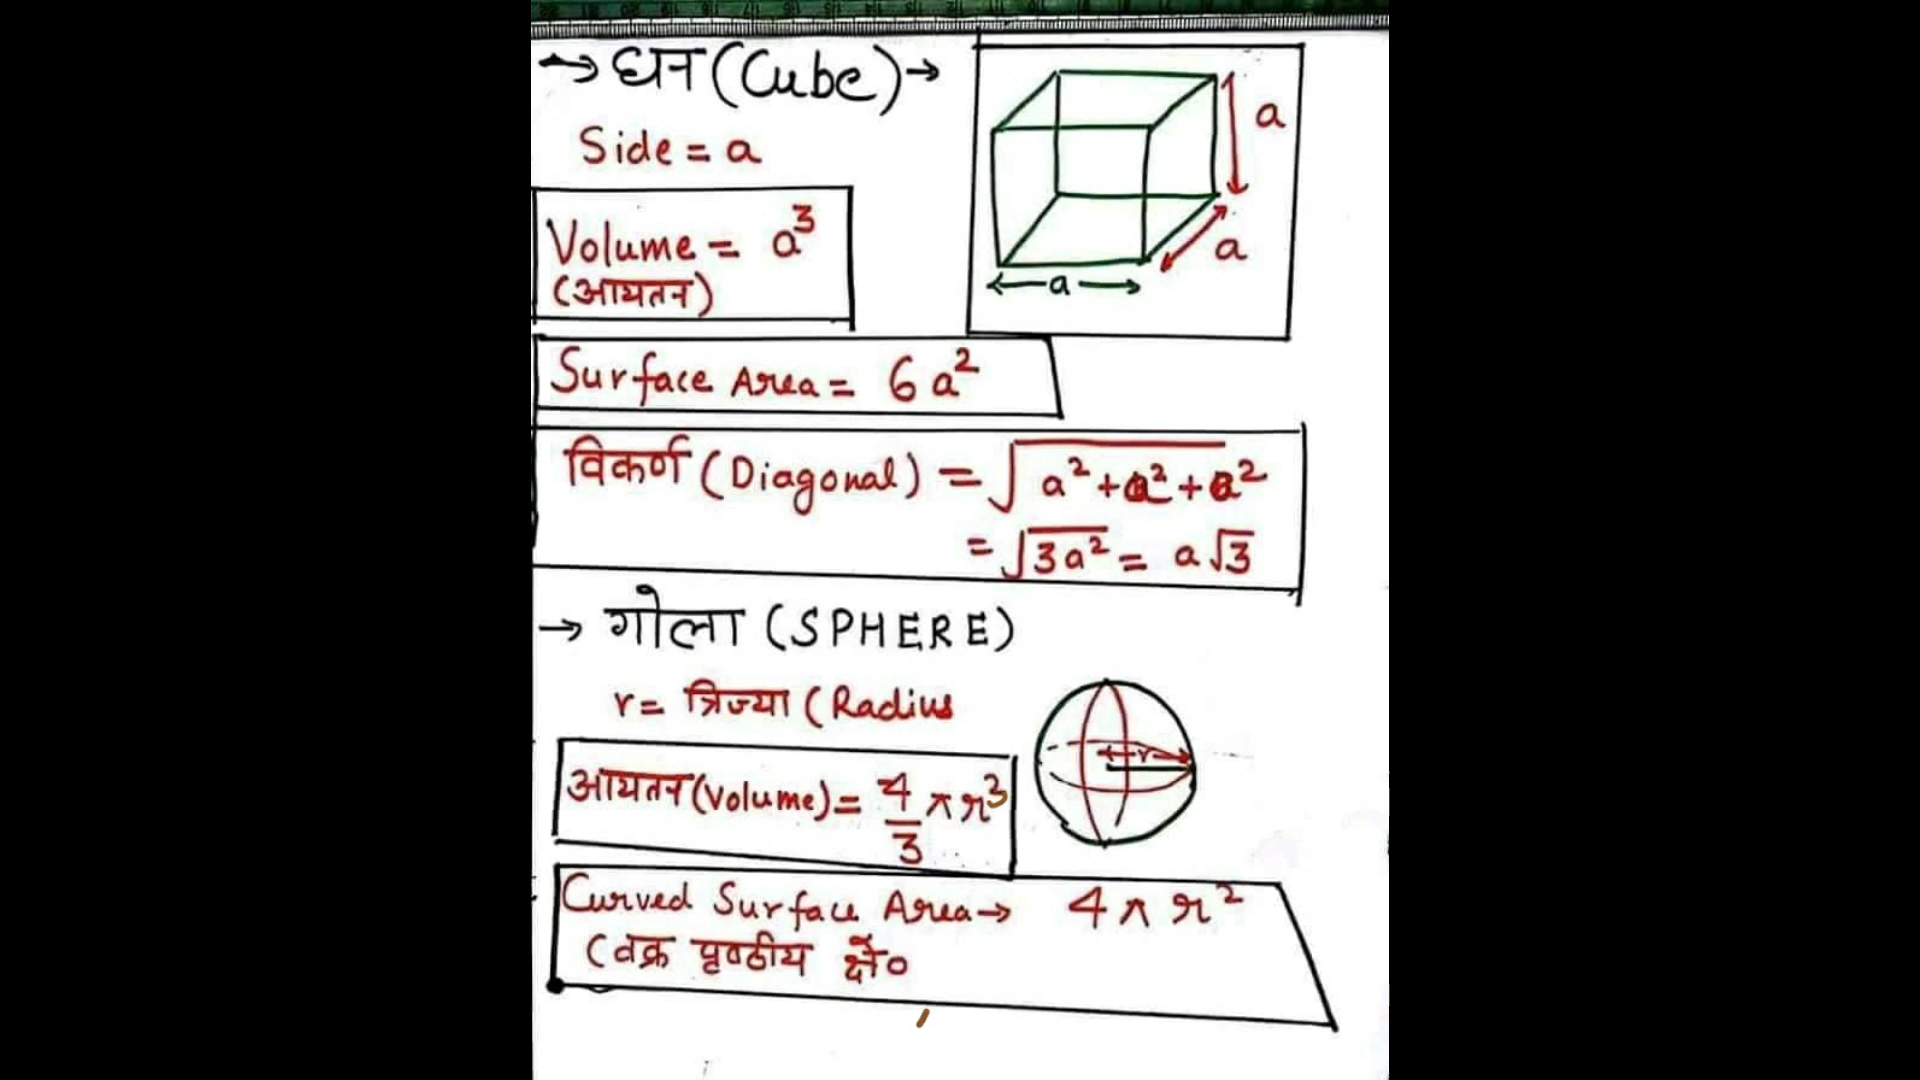 → घन (Cube) →
Side = a
Volume = a³
(आयतन)
a
a
a
Surface Area = 6a²
विकर्ण (Diagonal) = √a² + a² + a²
= √3a² = a√3
→ गोला (SPHERE)
r = त्रिज्या (Radius
r
आयतन (Volume) = 4/3 πr³
Curved Surface Area → 4πr²
(वक्र पृष्ठीय क्षे०